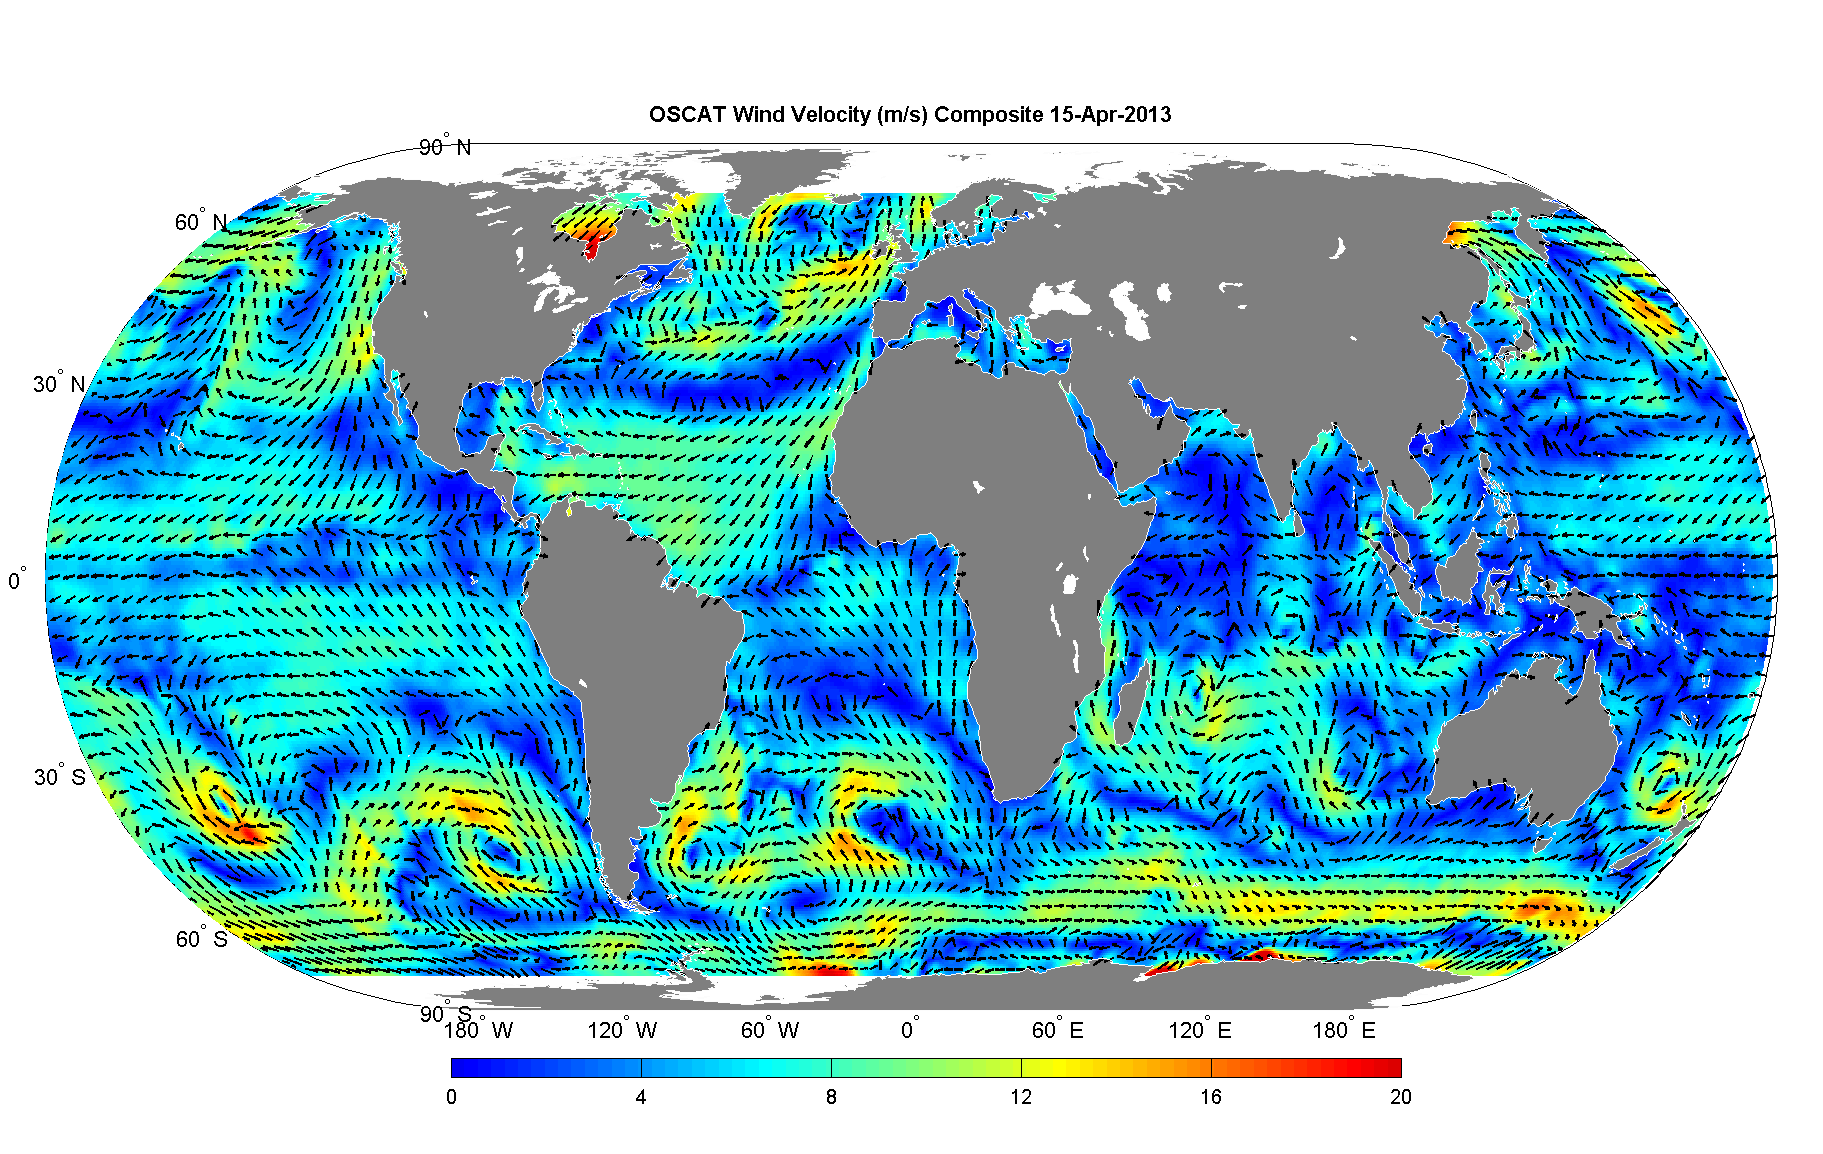 OSCAT Wind Velocity (m/s) Composite 15-Apr-2013
90° N
60° N
30° N
0°
30° S
60° S
90° S
180° W 120° W 60° W 0° 60° E 120° E 180° E
0 4 8 12 16 20